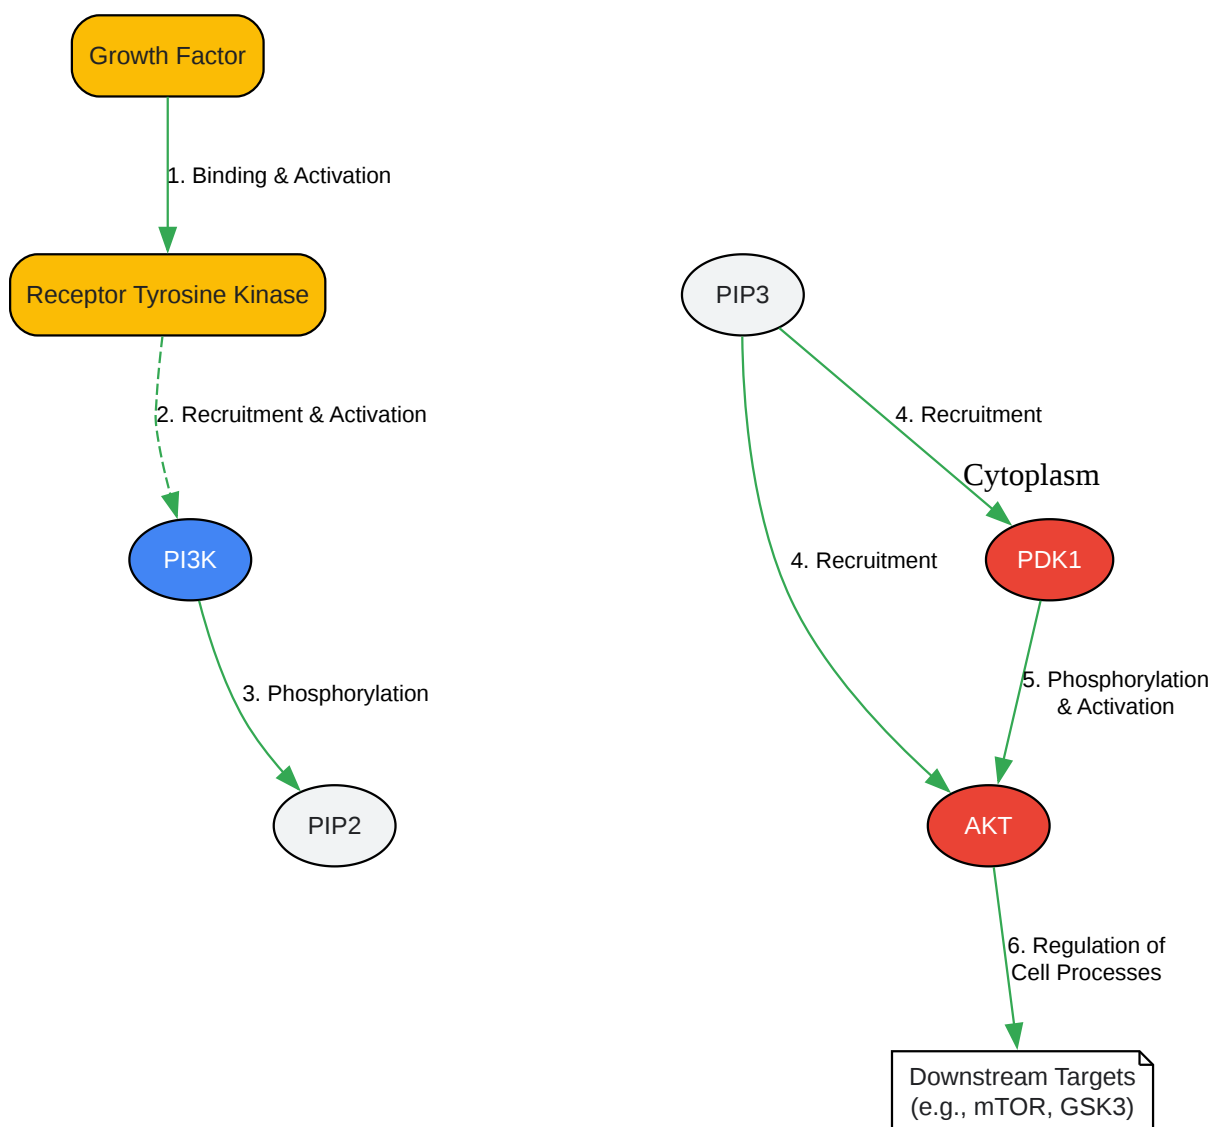 Growth Factor
1. Binding & Activation
Receptor Tyrosine Kinase
PIP3
2. Recruitment & Activation
4. Recruitment
Cytoplasm
PI3K
4. Recruitment
PDK1
3. Phosphorylation
5. Phosphorylation
& Activation
PIP2
AKT
6. Regulation of
Cell Processes
Downstream Targets
(e.g., mTOR, GSK3)